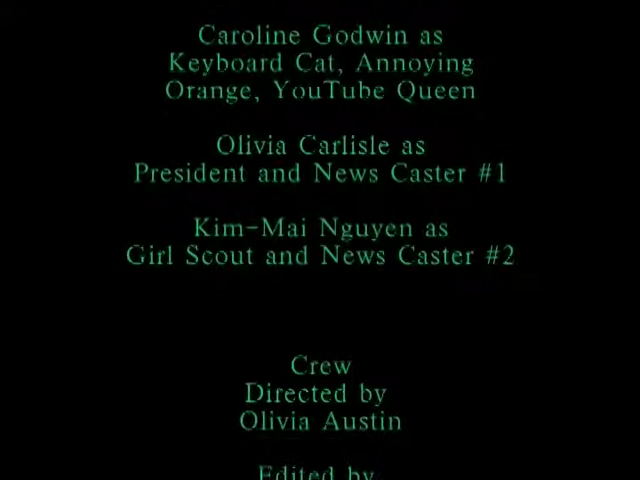 Caroline Godwin as
Keyboard Cat, Annoying
Orange, YouTube Queen
Olivia Carlisle as
President and News Caster #1
Kim-Mai Nguyen as
Girl Scout and News Caster #2
Crew
Directed by
Olivia Austin
Edited by